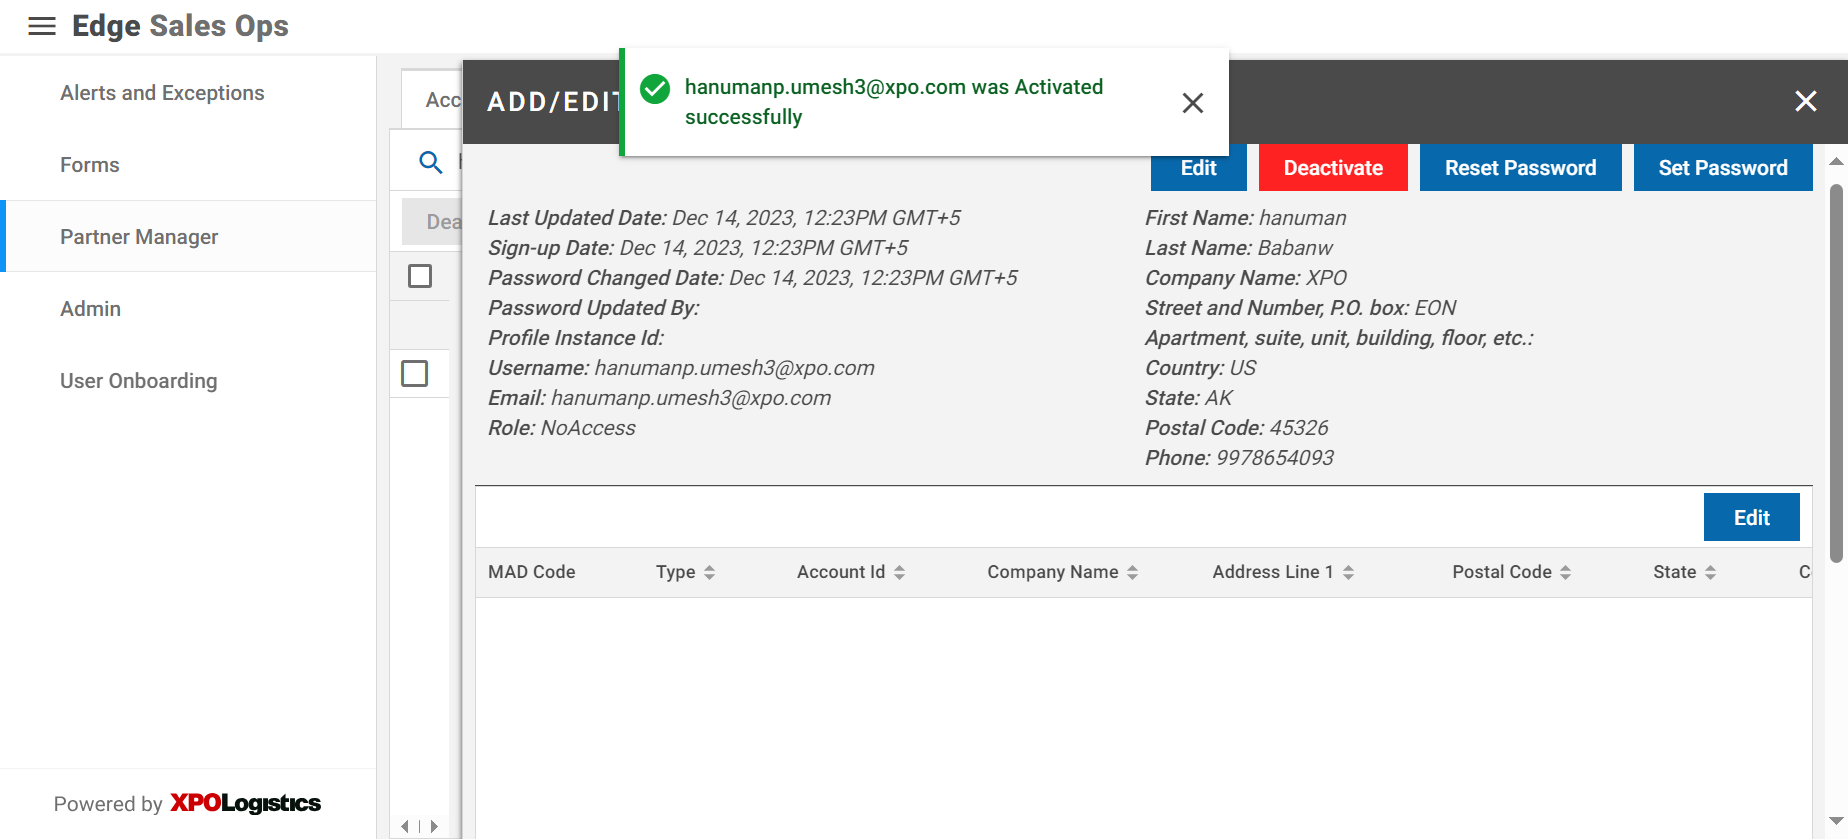 Edge Sales Ops
Alerts and Exceptions
Forms
Partner Manager
Admin
User Onboarding
Powered by XPOLogistics
Acc
Dea
ADD/EDIT
hanumanp.umesh3@xpo.com was Activated
successfully
Edit
Deactivate
Reset Password
Set Password
Last Updated Date: Dec 14, 2023, 12:23PM GMT+5
Sign-up Date: Dec 14, 2023, 12:23PM GMT+5
Password Changed Date: Dec 14, 2023, 12:23PM GMT+5
Password Updated By:
Profile Instance Id:
Username: hanumanp.umesh3@xpo.com
Email: hanumanp.umesh3@xpo.com
Role: NoAccess
First Name: hanuman
Last Name: Babanw
Company Name: XPO
Street and Number, P.O. box: EON
Apartment, suite, unit, building, floor, etc.:
Country: US
State: AK
Postal Code: 45326
Phone: 9978654093
Edit
MAD Code
Type
Account Id
Company Name
Address Line 1
Postal Code
State
C